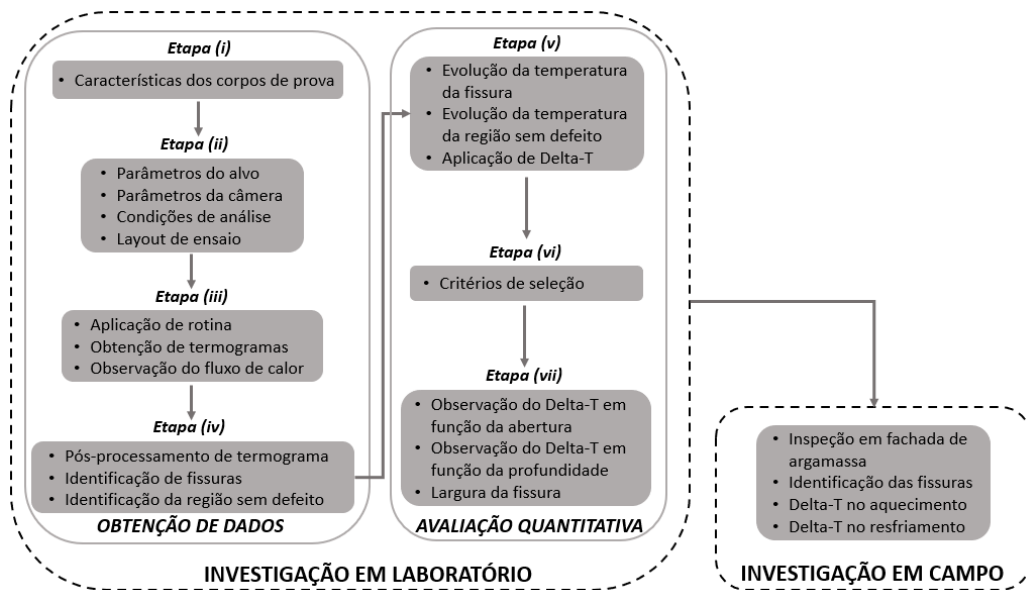 Etapa (i)
• Características dos corpos de prova
Etapa (ii)
• Parâmetros do alvo
• Parâmetros da câmera
• Condições de análise
• Layout de ensaio
Etapa (iii)
• Aplicação de rotina
• Obtenção de termogramas
• Observação do fluxo de calor
Etapa (iv)
• Pós-processamento de termograma
• Identificação de fissuras
• Identificação da região sem defeito
OBTENÇÃO DE DADOS
Etapa (v)
• Evolução da temperatura
da fissura
• Evolução da temperatura
da região sem defeito
• Aplicação de Delta-T
Etapa (vi)
• Critérios de seleção
Etapa (vii)
• Observação do Delta-T em
função da abertura
• Observação do Delta-T em
função da profundidade
• Largura da fissura
AVALIAÇÃO QUANTITATIVA
INVESTIGAÇÃO EM LABORATÓRIO
• Inspeção em fachada de
argamassa
• Identificação das fissuras
• Delta-T no aquecimento
• Delta-T no resfriamento
INVESTIGAÇÃO EM CAMPO